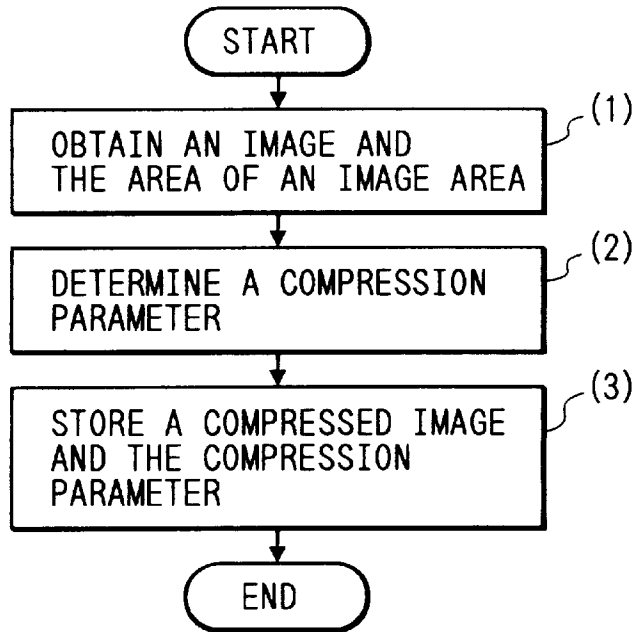 START
(1)
OBTAIN AN IMAGE AND
THE AREA OF AN IMAGE AREA
(2)
DETERMINE A COMPRESSION
PARAMETER
(3)
STORE A COMPRESSED IMAGE
AND THE COMPRESSION
PARAMETER
END